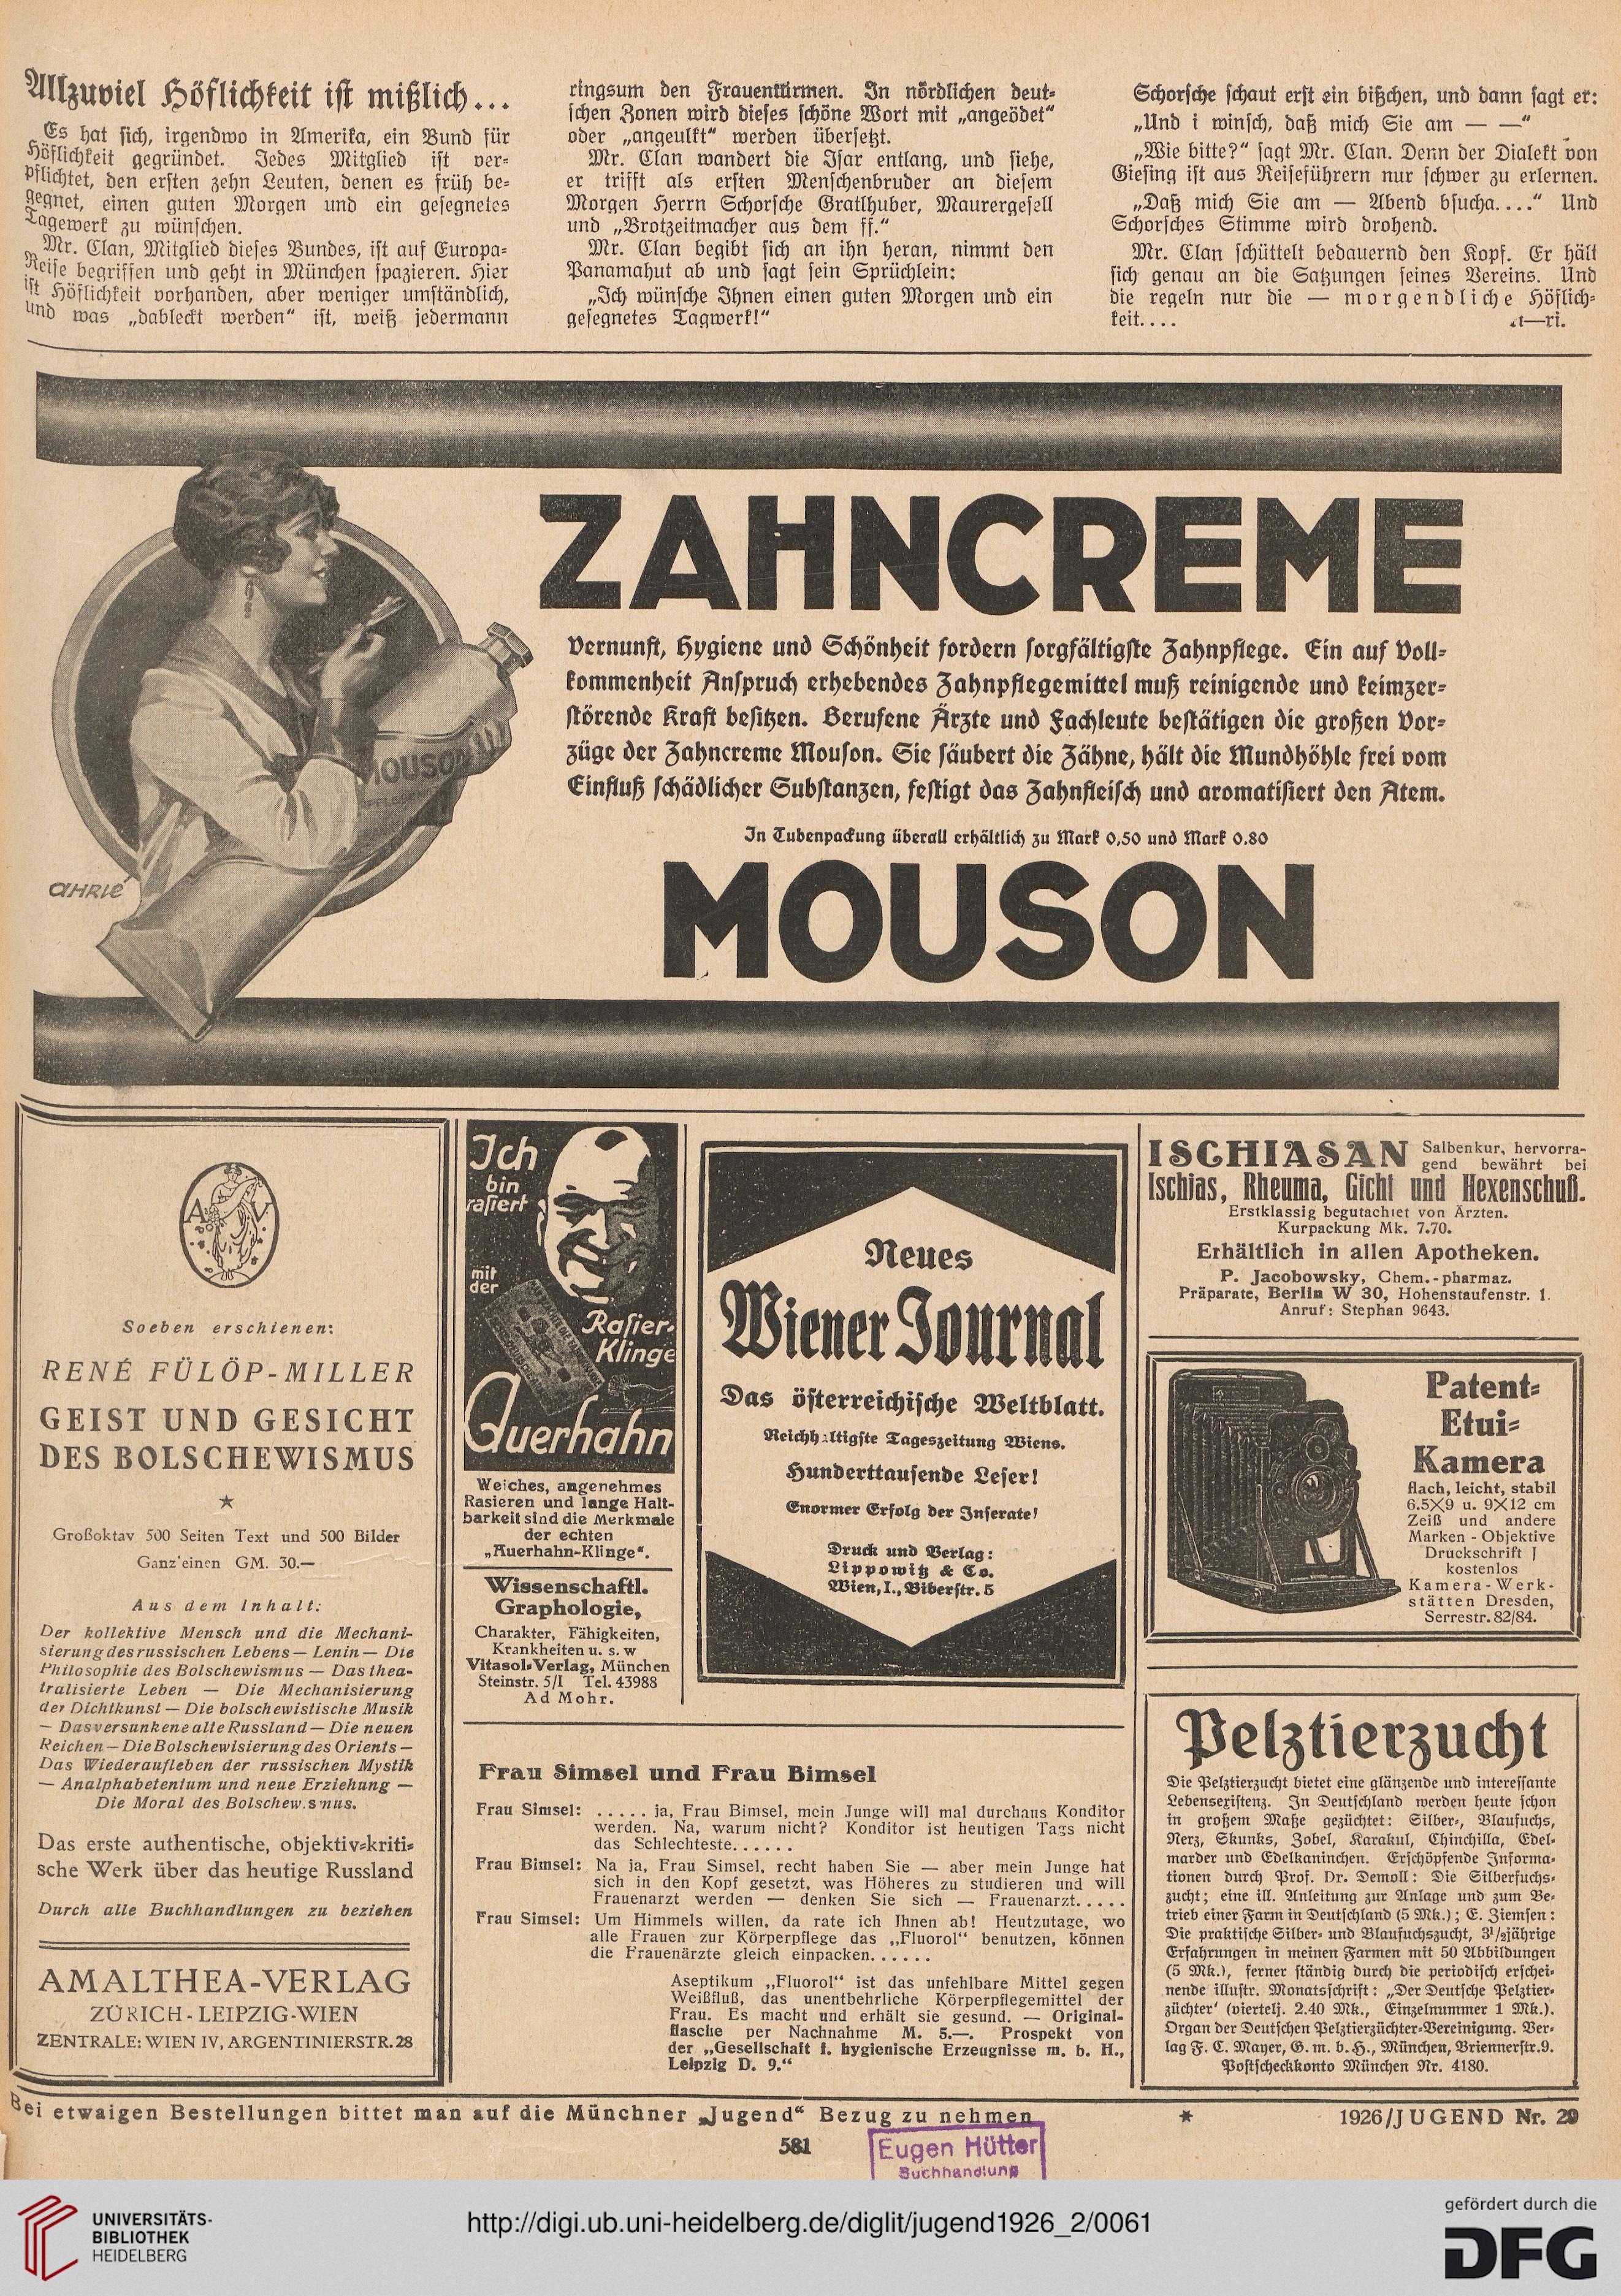 Allzuviel Höflichkeit ist mißlich...
Es hat sich, irgendwo in Amerika, ein Bund für
Höflichkeit gegründet. Jedes Mitglied ist ver-
pflichtet, den ersten zehn Leuten, denen es früh be-
gegnet, einen guten Morgen und ein gesegnetes
Tagewerk zu wünschen.
Mr. Clan, Mitglied dieses Bundes, ist auf Europa-
Reise begriffen und geht in München spazieren. Hier
ist Höflichkeit vorhanden, aber weniger umständlich,
und was „dableckt werden“ ist, weiß jedermann
ringsum den Frauentürmen. In nördlichen deut-
schen Zonen wird dieses schöne Wort mit „angeödet“
oder „angeulkt“ werden übersetzt.
Mr. Clan wandert die Isar entlang, und siehe,
er trifft als ersten Menschenbruder an diesem
Morgen Herrn Schorsche Gratlhuber, Maurergesell
und „Brotzeitmacher aus dem ff.“
Mr. Clan begibt sich an ihn heran, nimmt den
Panamahut ab und sagt sein Sprüchlein:
„Ich wünsche Ihnen einen guten Morgen und ein
gesegnetes Tagwerk!“
Schorsche schaut erst ein bißchen, und dann sagt er:
„Und i winsch, daß mich Sie am — —“
„Wie bitte?“ sagt Mr. Clan. Denn der Dialekt von
Giesing ist aus Reiseführern nur schwer zu erlernen.
„Daß mich Sie am — Abend bsucha....“ Und
Schorsches Stimme wird drohend.
Mr. Clan schüttelt bedauernd den Kopf. Er hält
sich genau an die Satzungen seines Vereins. Und
die regeln nur die — morgendliche Höflich-
keit....
—ri.
ZAHNCREME
Vernunft, Hygiene und Schönheit fordern sorgfältigste Zahnpflege. Ein auf Voll-
kommenheit Anspruch erhebendes Zahnpflegemittel muß reinigende und keimzer-
störende Kraft besitzen. Berufene Ärzte und Fachleute bestätigen die großen Vor-
züge der Zahncreme Mouson. Sie säubert die Zähne, hält die Mundhöhle frei vom
Einfluß schädlicher Substanzen, festigt das Zahnfleisch und aromatisiert den Atem.
In Tubenpackung überall erhältlich zu Mark 0,50 und Mark 0.80
MOUSON
MOUSON
AHRLÉ
A V
Soeben erschienen:
RENÉ FÜLÖP-MILLER
GEIST UND GESICHT
DES BOLSCHEWISMUS
★
Großoktav 500 Seiten Text und 500 Bilder
Ganz'einen GM. 30.—
Aus dem Inhalt:
Der kollektive Mensch und die Mechani-
sierung des russischen Lebens — Lenin — Die
Philosophie des Bolschewismus — Das thea-
tralisierte Leben — Die Mechanisierung
der Dichtkunst — Die bolschewistische Musik
— Das versunkene alte Russland — Die neuen
Reichen — Die Bolschewisierung des Orients —
Das Wiederaufleben der russischen Mystik
— Analphabetentum und neue Erziehung —
Die Moral des Bolschew.smus.
Das erste authentische, objektiv-kriti-
sche Werk über das heutige Russland
Durch alle Buchhandlungen zu beziehen
AMALTHEA-VERLAG
ZÜRICH-LEIPZIG-WIEN
ZENTRALE: WIEN IV, ARGENTINIERSTR. 28
Ich
bin
rasiert
mit
der
Rasier-
Klinge
Auerhahn
Weiches, angenehmes
Rasieren und lange Halt-
barkeit sind die Merkmale
der echten
„Auerhahn-Klinge“.
Wissenschaftl.
Graphologie,
Charakter, Fähigkeiten,
Krankheiten u. s. w
Vitasol-Verlag, München
Steinstr. 5/I Tel. 43988
Ad Mohr.
Neues
Wiener Journal
Das österreichische Weltblatt.
Reichhaltigste Tageszeitung Wiens.
Hunderttausende Leser!
Enormer Erfolg der Inserate!
Druck und Verlag:
Lippowitz & Co.
Wien, I., Biberstr. 5
ISCHIASAN Salbenkur, hervorra-
gend bewährt bei
Ischias, Rheuma, Gicht und Hexenschuß.
Erstklassig begutachtet von Ärzten.
Kurpackung Mk. 7.70.
Erhältlich in allen Apotheken.
P. Jacobowsky, Chem.-pharmaz.
Präparate, Berlin W 30, Hohenstaufenstr. 1.
Anruf: Stephan 9643.
Patent-
Etui-
Kamera
flach, leicht, stabil
6.5×9 u. 9×12 cm
Zeiß und andere
Marken-Objektive
Druckschrift J
kostenlos
Kamera-Werk-
stätten Dresden,
Serrestr. 82/84.
Pelztierzucht
Die Pelztierzucht bietet eine glänzende und interessante
Lebensexistenz. In Deutschland werden heute schon
in großem Maße gezüchtet: Silber-, Blaufuchs,
Nerz, Skunks, Zobel, Karakul, Chinchilla, Edel-
marder und Edelkaninchen. Erschöpfende Informa-
tionen durch Prof. Dr. Demoll: Die Silberfuchs-
zucht; eine ill. Anleitung zur Anlage und zum Be-
trieb einer Farm in Deutschland (5 Mk.); E. Ziemsen:
Die praktische Silber- und Blaufuchszucht, 3½jährige
Erfahrungen in meinen Farmen mit 50 Abbildungen
(5 Mk.), ferner ständig durch die periodisch erschei-
nende illustr. Monatsschrift: „Der Deutsche Pelztier-
züchter' (viertelj. 2.40 Mk., Einzelnummer 1 Mk.).
Organ der Deutschen Pelztierzüchter-Vereinigung. Ver-
lag F. C. Mayer, G. m. b. H., München, Briennerstr. 9.
Postscheckkonto München Nr. 4180.
Frau Simsel und Frau Bimsel
Frau Simsel: ..... ja, Frau Bimsel, mein Junge will mal durchaus Konditor
werden. Na, warum nicht? Konditor ist heutigen Tags nicht
das Schlechteste......
Frau Bimsel: Na ja, Frau Simsel, recht haben Sie — aber mein Junge hat
sich in den Kopf gesetzt, was Höheres zu studieren und will
Frauenarzt werden — denken Sie sich — Frauenarzt.....
Frau Simsel: Um Himmels willen, da rate ich Ihnen ab! Heutzutage, wo
alle Frauen zur Körperpflege das „Fluorol“ benutzen, können
die Frauenärzte gleich einpacken......
Aseptikum „Fluorol“ ist das unfehlbare Mittel gegen
Weißfluß, das unentbehrliche Körperpflegemittel der
Frau. Es macht und erhält sie gesund. — Original-
flasche per Nachnahme M. 5.—. Prospekt von
der „Gesellschaft f. hygienische Erzeugnisse m. b. H.,
Leipzig D. 9.“
Bei etwaigen Bestellungen bittet man auf die Münchner „Jugend“ Bezug zu nehmen
*
1926/JUGEND Nr. 29
581
Eugen Hütter
Buchhandlung
UNIVERSITÄTS-
BIBLIOTHEK
HEIDELBERG
http://digi.ub.uni-heidelberg.de/diglit/jugend1926_2/0061
gefördert durch die
DFG